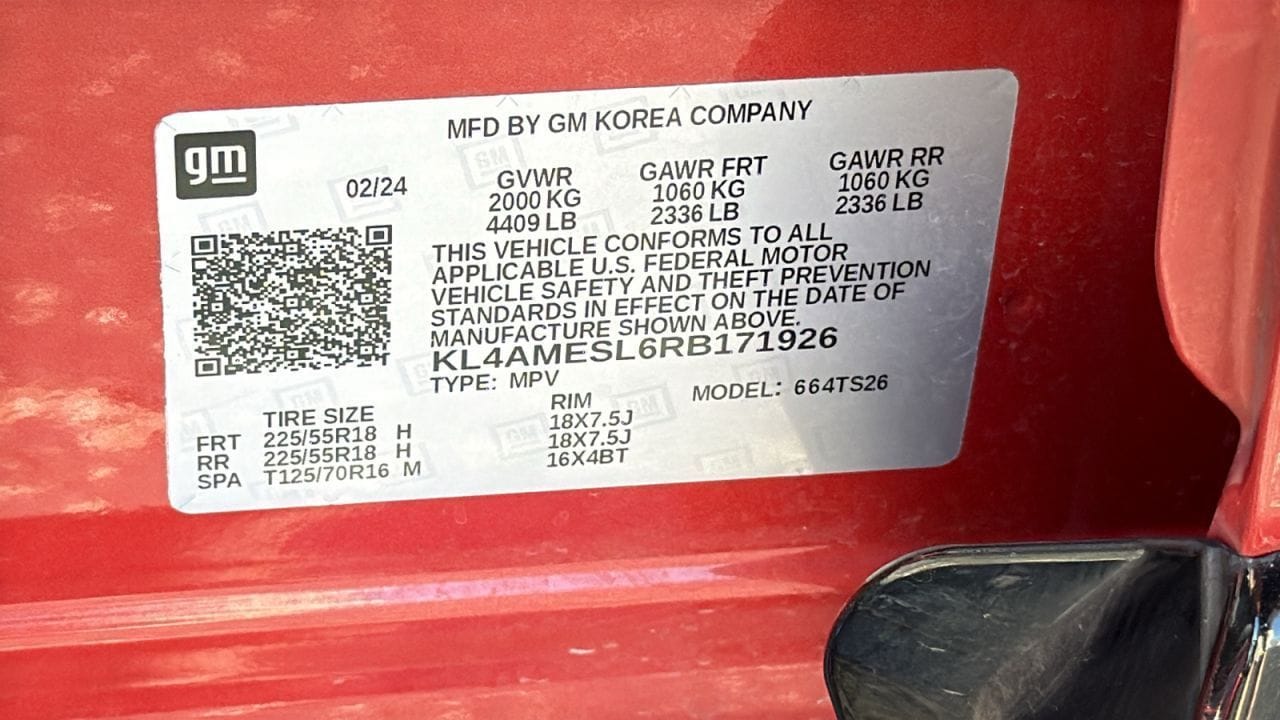 MFD BY GM KOREA COMPANY
gm
02/24
GVWR GAWR FRT GAWR RR
2000 KG 1060 KG 1060 KG
4409 LB 2336 LB 2336 LB
THIS VEHICLE CONFORMS TO ALL
APPLICABLE U.S. FEDERAL MOTOR
VEHICLE SAFETY AND THEFT PREVENTION
STANDARDS IN EFFECT ON THE DATE OF
MANUFACTURE SHOWN ABOVE.
KL4AMESL6RB171926
TYPE: MPV MODEL: 664TS26
TIRE SIZE RIM
FRT 225/55R18 H 18X7.5J
RR 225/55R18 H 18X7.5J
SPA T125/70R16 M 16X4BT